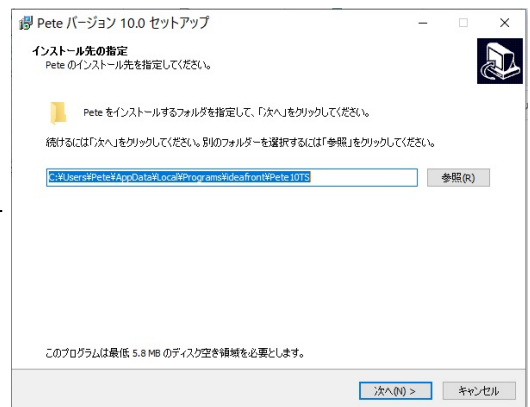 Pete バージョン 10.0 セットアップ
インストール先の指定
Pete のインストール先を指定してください。
Pete をインストールするフォルダを指定して、「次へ」をクリックしてください。
続けるには「次へ」をクリックしてください。別のフォルダーを選択するには「参照」をクリックしてください。
C:¥Users¥Pete¥AppData¥Local¥Programs¥ideafront¥Pete10TS
参照(R)
このプログラムは最低 5.8 MB のディスク空き領域を必要とします。
次へ(N) >
キャンセル